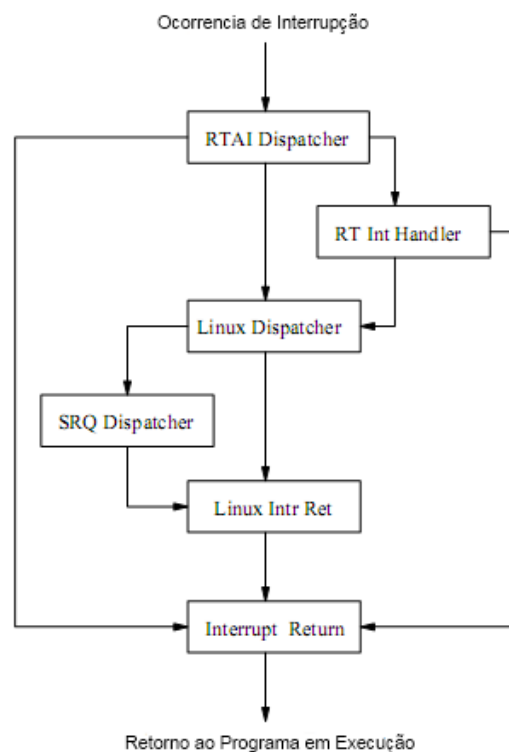 Ocorrencia de Interrupção
RTAI Dispatcher
RT Int Handler
Linux Dispatcher
SRQ Dispatcher
Linux Intr Ret
Interrupt Return
Retorno ao Programa em Execução